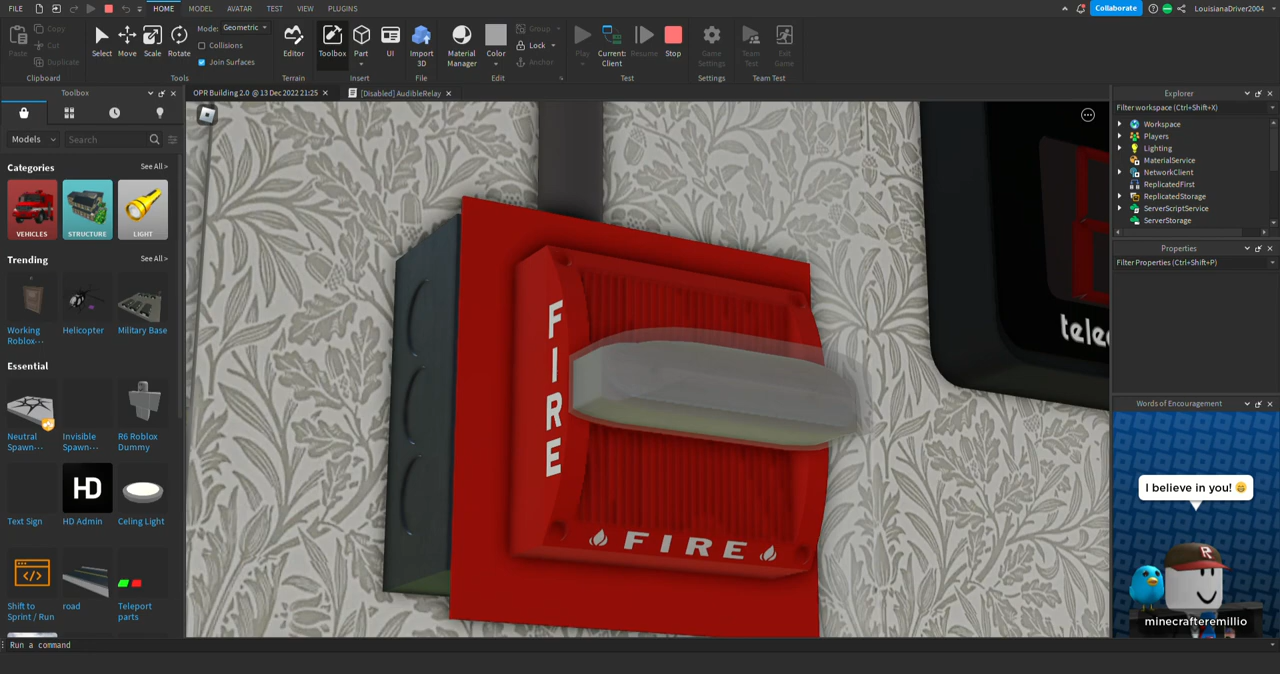 FILE
HOME
MODEL
AVATAR
TEST
VIEW
PLUGINS
Collaborate
LouisianaDriver2004
Paste
Copy
Cut
Duplicate
Clipboard
Select
Move
Scale
Rotate
Mode: Geometric
Collisions
Join Surfaces
Tools
Editor
Terrain
Toolbox
Part
UI
Insert
Import
3D
File
Material
Manager
Color
Group
Lock
Anchor
Edit
Play
Current:
Client
Resume
Stop
Test
Game
Settings
Settings
Team
Test
Exit
Game
Team Test
Toolbox
OPR Building 2.0 @ 13 Dec 2022 21:25
[Disabled] AudibleRelay
Models
Search
Categories
See All >
VEHICLES
STRUCTURE
LIGHT
Trending
See All >
Working
Roblox...
Helicopter
Military Base
Essential
Neutral
Spawn...
Invisible
Spawn...
R6 Roblox
Dummy
HD
Text Sign
HD Admin
Celing Light
Shift to
Sprint / Run
road
Teleport
parts
FIRE
FIRE
tele
Explorer
Filter workspace (Ctrl+Shift+X)
Workspace
Players
Lighting
MaterialService
NetworkClient
ReplicatedFirst
ReplicatedStorage
ServerScriptService
ServerStorage
Properties
Filter Properties (Ctrl+Shift+P)
Words of Encouragement
I believe in you! 😄
R
minecrafteremillio
Run a command